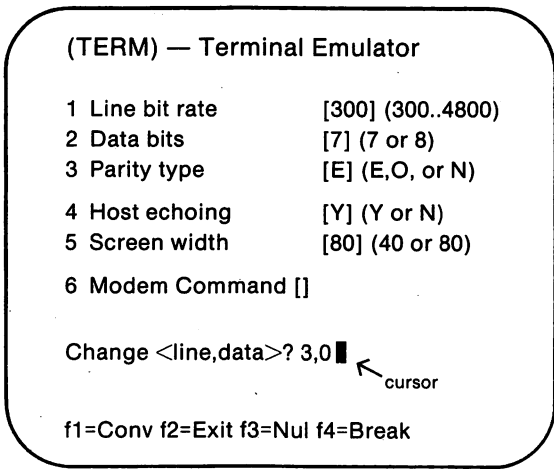 (TERM) — Terminal Emulator
1 Line bit rate [300] (300..4800)
2 Data bits [7] (7 or 8)
3 Parity type [E] (E,O, or N)
4 Host echoing [Y] (Y or N)
5 Screen width [80] (40 or 80)
6 Modem Command []
Change <line,data>? 3,0
cursor
f1=Conv f2=Exit f3=Nul f4=Break